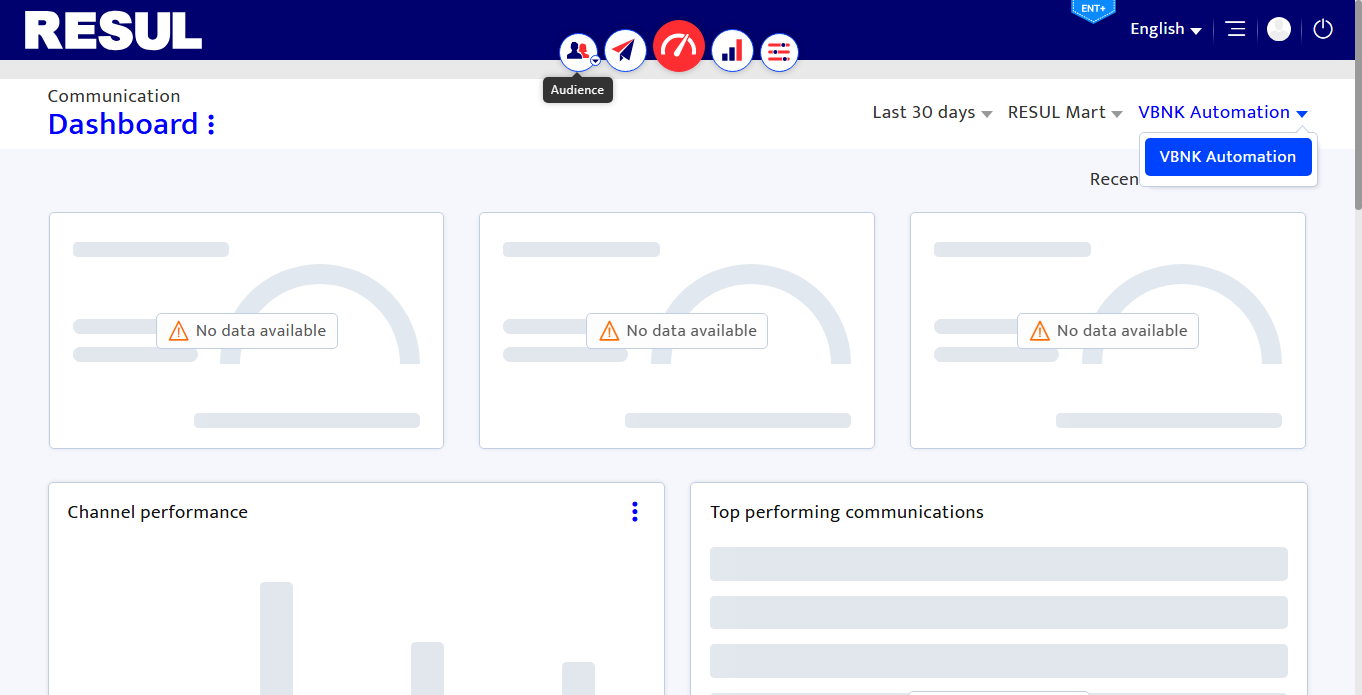 RESUL
ENT+
English
Audience
Communication
Dashboard
Last 30 days
RESUL Mart
VBNK Automation
VBNK Automation
Recen
No data available
No data available
No data available
Channel performance
Top performing communications